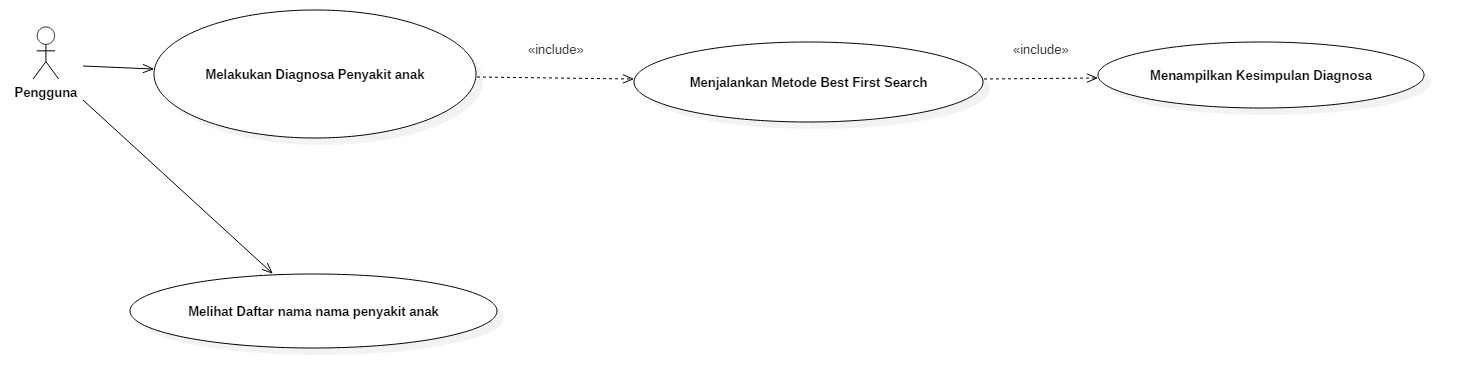 Pengguna
Melakukan Diagnosa Penyakit anak
«include»
Menjalankan Metode Best First Search
«include»
Menampilkan Kesimpulan Diagnosa
Melihat Daftar nama nama penyakit anak